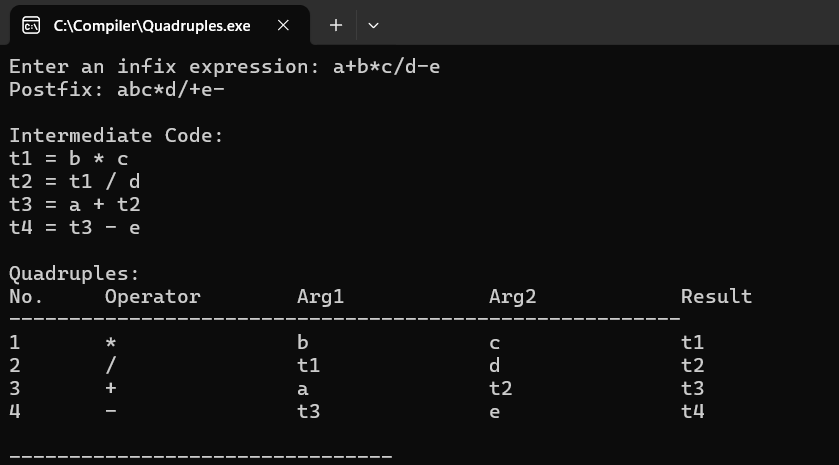 C:\Compiler\Quadruples.exe
Enter an infix expression: a+b*c/d-e
Postfix: abc*d/+e-
Intermediate Code:
t1 = b * c
t2 = t1 / d
t3 = a + t2
t4 = t3 - e
Quadruples:
No. Operator Arg1 Arg2 Result
--------------------------------------------------------
1 * b c t1
2 / t1 d t2
3 + a t2 t3
4 - t3 e t4
--------------------------------